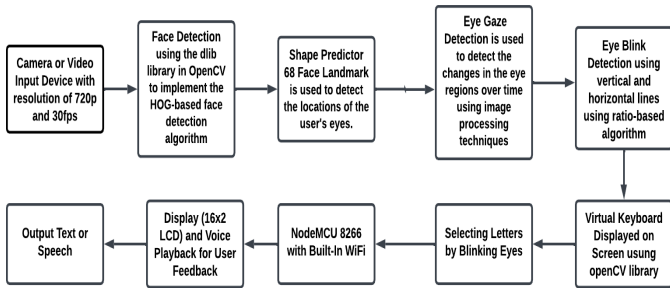 Camera or Video
Input Device with
resolution of 720p
and 30fps
Face Detection
using the dlib
library in OpenCV
to implement the
HOG-based face
detection
algorithm
Shape Predictor
68 Face Landmark
is used to detect
the locations of the
user's eyes.
Eye Gaze
Detection is used
to detect the
changes in the eye
regions over time
using image
processing
techniques
Eye Blink
Detection using
vertical and
horizontal lines
using ratio-based
algorithm
Virtual Keyboard
Displayed on
Screen usung
openCV library
Selecting Letters
by Blinking Eyes
NodeMCU 8266
with Built-In WiFi
Display (16x2
LCD) and Voice
Playback for User
Feedback
Output Text or
Speech